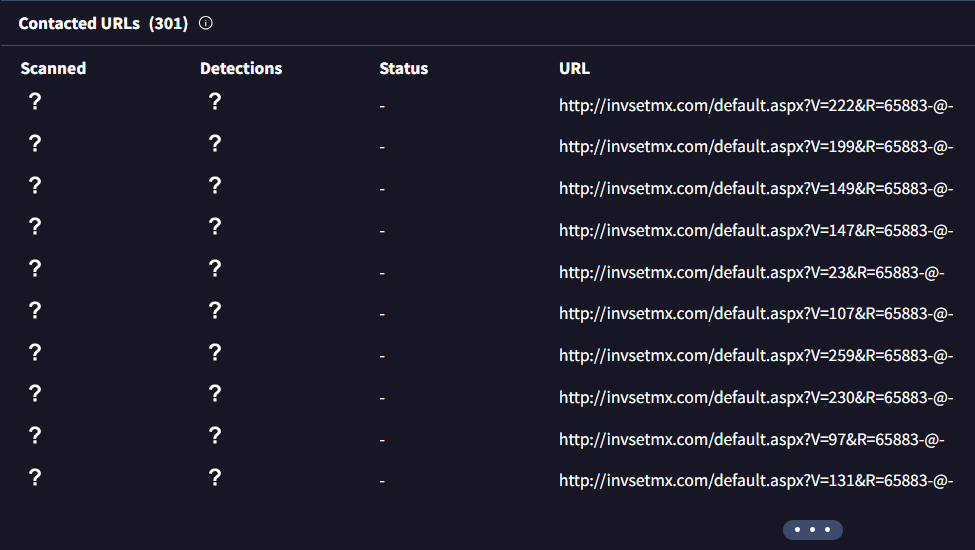 Contacted URLs (301)
Scanned Detections Status URL
? ? - http://invsetmx.com/default.aspx?V=222&R=65883-@-
? ? - http://invsetmx.com/default.aspx?V=199&R=65883-@-
? ? - http://invsetmx.com/default.aspx?V=149&R=65883-@-
? ? - http://invsetmx.com/default.aspx?V=147&R=65883-@-
? ? - http://invsetmx.com/default.aspx?V=23&R=65883-@-
? ? - http://invsetmx.com/default.aspx?V=107&R=65883-@-
? ? - http://invsetmx.com/default.aspx?V=259&R=65883-@-
? ? - http://invsetmx.com/default.aspx?V=230&R=65883-@-
? ? - http://invsetmx.com/default.aspx?V=97&R=65883-@-
? ? - http://invsetmx.com/default.aspx?V=131&R=65883-@-